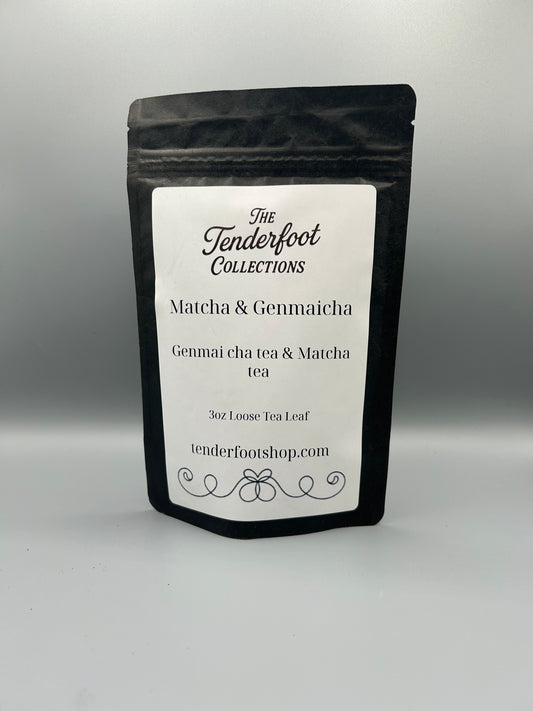 The
Tenderfoot
Collections
Matcha & Genmaicha
Genmai cha tea & Matcha
tea
3oz Loose Tea Leaf
tenderfootshop.com